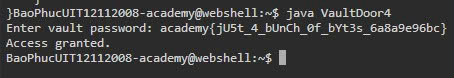 }BaoPhucUIT12112008-academy@webshell:~$ java VaultDoor4
Enter vault password: academy{jU5t_4_bUnCh_0f_bYt3s_6a8a9e96bc}
Access granted.
BaoPhucUIT12112008-academy@webshell:~$